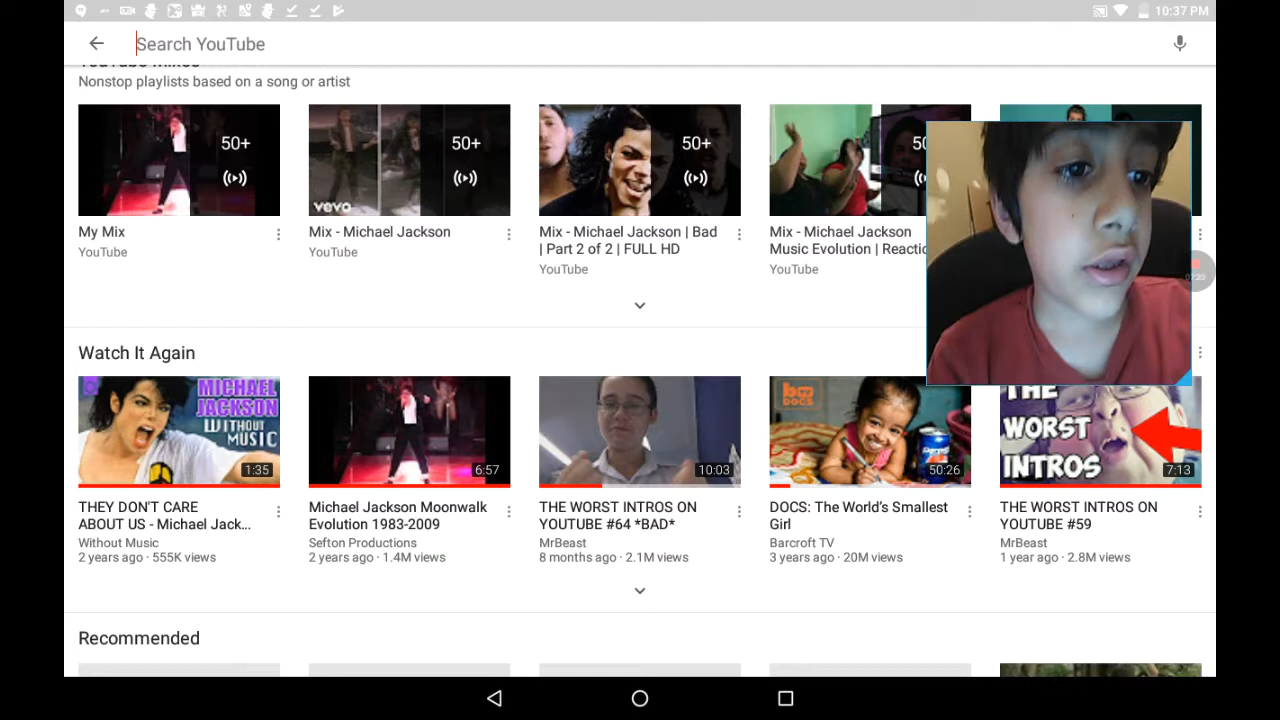 10:37 PM
Search YouTube
YouTube Mixes
Nonstop playlists based on a song or artist
50+
50+
50+
50
vevo
My Mix
YouTube
Mix - Michael Jackson
YouTube
Mix - Michael Jackson | Bad
| Part 2 of 2 | FULL HD
YouTube
Mix - Michael Jackson
Music Evolution | Reactio
YouTube
Watch It Again
MICHAEL
JACKSON
WITHOUT
MUSIC
1:35
6:57
10:03
DOCS
50:26
THE
WORST
INTROS
7:13
THEY DON'T CARE
ABOUT US - Michael Jack...
Without Music
2 years ago · 555K views
Michael Jackson Moonwalk
Evolution 1983-2009
Sefton Productions
2 years ago · 1.4M views
THE WORST INTROS ON
YOUTUBE #64 *BAD*
MrBeast
8 months ago · 2.1M views
DOCS: The World's Smallest
Girl
Barcroft TV
3 years ago · 20M views
THE WORST INTROS ON
YOUTUBE #59
MrBeast
1 year ago · 2.8M views
Recommended